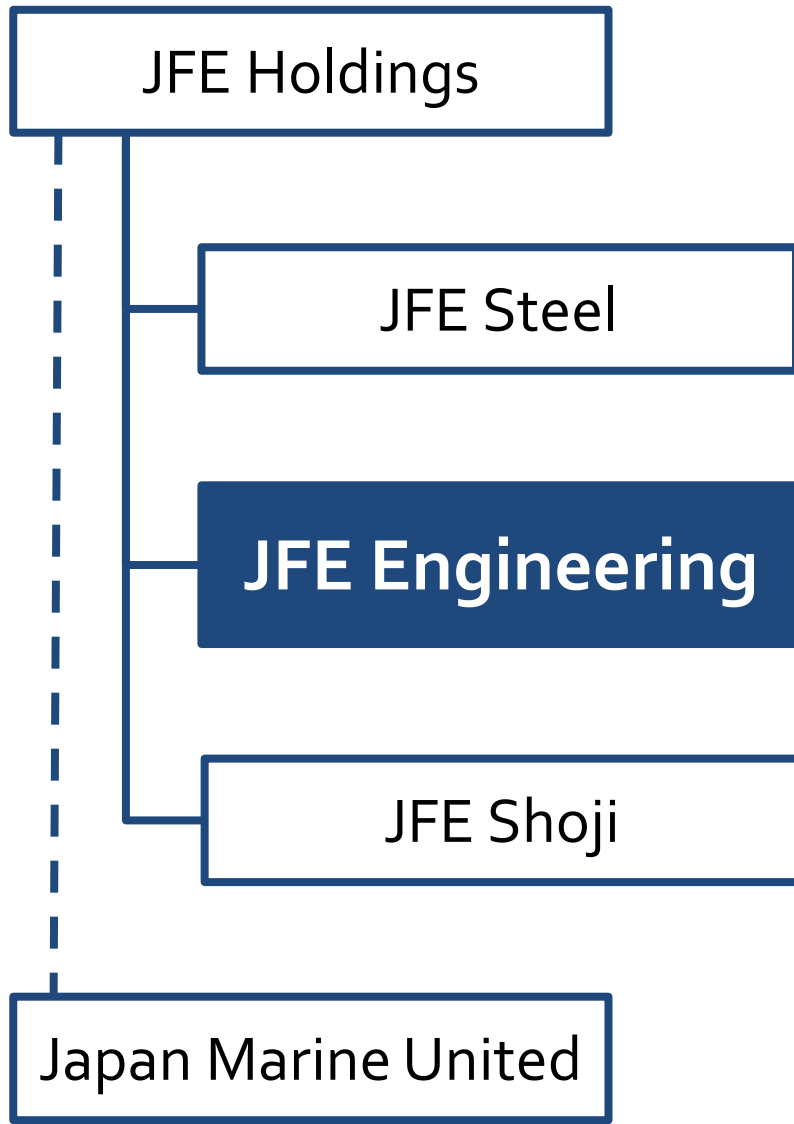 JFE Holdings
JFE Steel
JFE Engineering
JFE Shoji
Japan Marine United